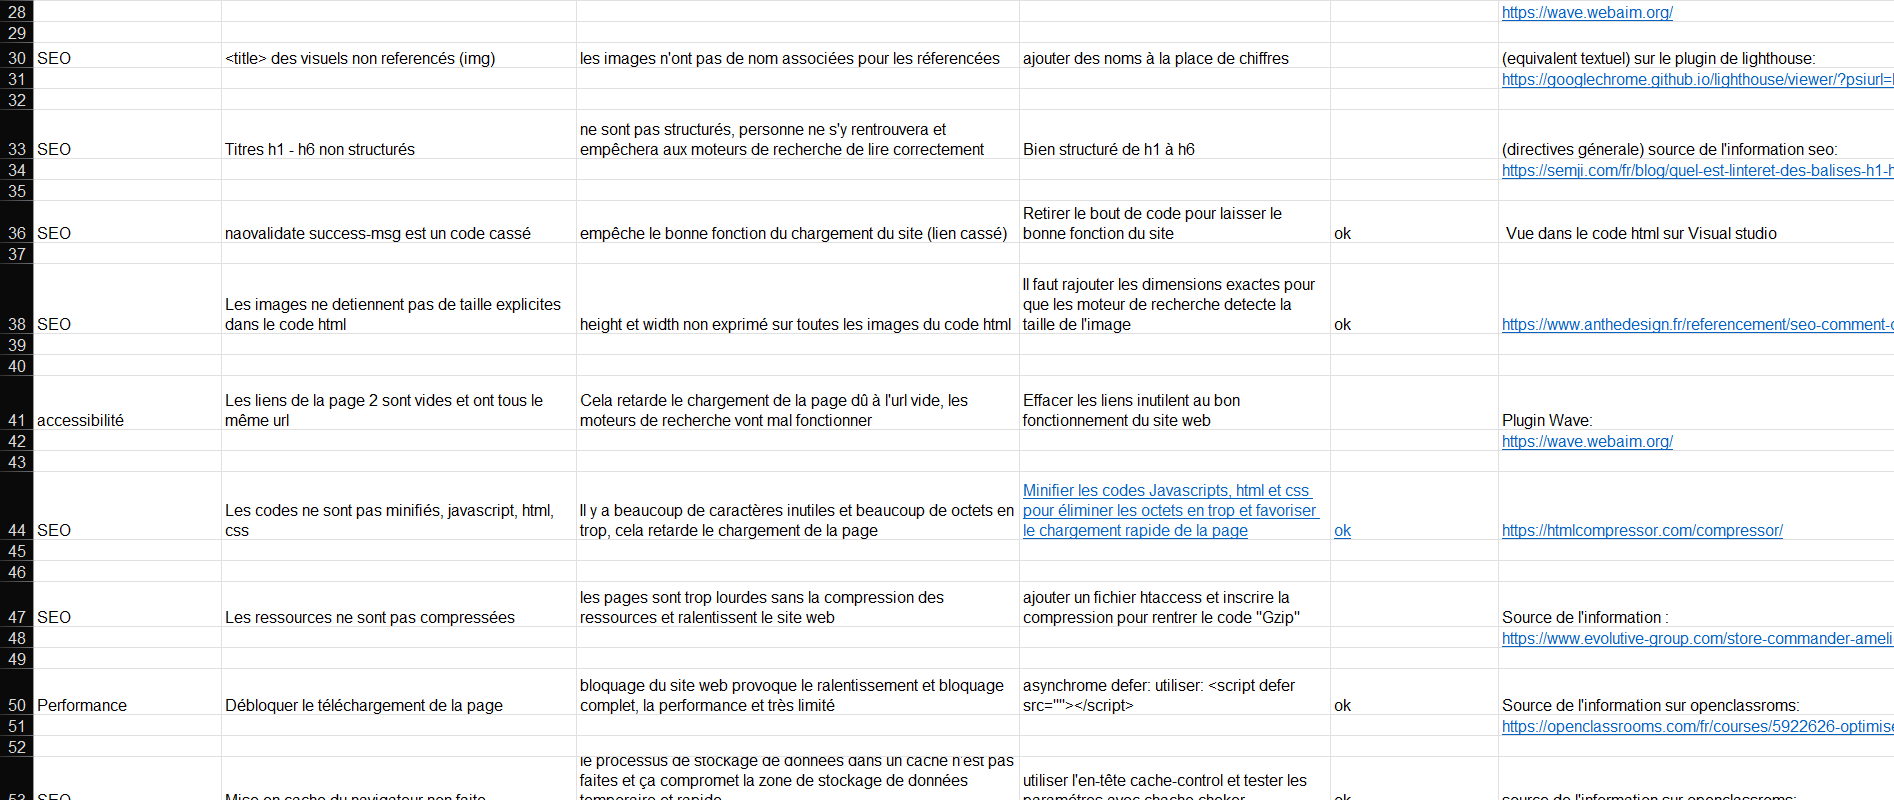 28 https://wave.webaim.org/
29
30 SEO <title> des visuels non referencés (img) les images n'ont pas de nom associées pour les réferencées ajouter des noms à la place de chiffres (equivalent textuel) sur le plugin de lighthouse:
31 https://googlechrome.github.io/lighthouse/viewer/?psiurl=
32
ne sont pas structurés, personne ne s'y rentrouvera et
33 SEO Titres h1 - h6 non structurés empêchera aux moteurs de recherche de lire correctement Bien structuré de h1 à h6 (directives génerale) source de l'information seo:
34 https://semji.com/fr/blog/quel-est-linteret-des-balises-h1-h
35
Retirer le bout de code pour laisser le
36 SEO naovalidate success-msg est un code cassé empêche le bonne fonction du chargement du site (lien cassé) bonne fonction du site ok Vue dans le code html sur Visual studio
37
Il faut rajouter les dimensions exactes pour
Les images ne detiennent pas de taille explicites que les moteur de recherche detecte la
38 SEO dans le code html height et width non exprimé sur toutes les images du code html taille de l'image ok https://www.anthedesign.fr/referencement/seo-comment-
39
40
Les liens de la page 2 sont vides et ont tous le Cela retarde le chargement de la page dû à l'url vide, les Effacer les liens inutilent au bon
41 accessibilité même url moteurs de recherche vont mal fonctionner fonctionnement du site web Plugin Wave:
42 https://wave.webaim.org/
43
Minifier les codes Javascripts, html et css
Les codes ne sont pas minifiés, javascript, html, Il y a beaucoup de caractères inutiles et beaucoup de octets en pour éliminer les octets en trop et favoriser
44 SEO css trop, cela retarde le chargement de la page le chargement rapide de la page ok https://htmlcompressor.com/compressor/
45
46
les pages sont trop lourdes sans la compression des ajouter un fichier htaccess et inscrire la
47 SEO Les ressources ne sont pas compressées ressources et ralentissent le site web compression pour rentrer le code "Gzip" Source de l'information :
48 https://www.evolutive-group.com/store-commander-ameli
49
bloquage du site web provoque le ralentissement et bloquage asynchrome defer: utiliser: <script defer
50 Performance Débloquer le téléchargement de la page complet, la performance et très limité src=""></script> ok Source de l'information sur openclassroms:
51 https://openclassrooms.com/fr/courses/5922626-optimise
52
le processus de stockage de données dans un cache n'est pas
faites et ça compromet la zone de stockage de données utiliser l'en-tête cache-control et tester les
53 SEO Mise en cache du navigateur non faite temporaire et rapide paramétres avec chache choker ok source de l'information sur openclassroms: